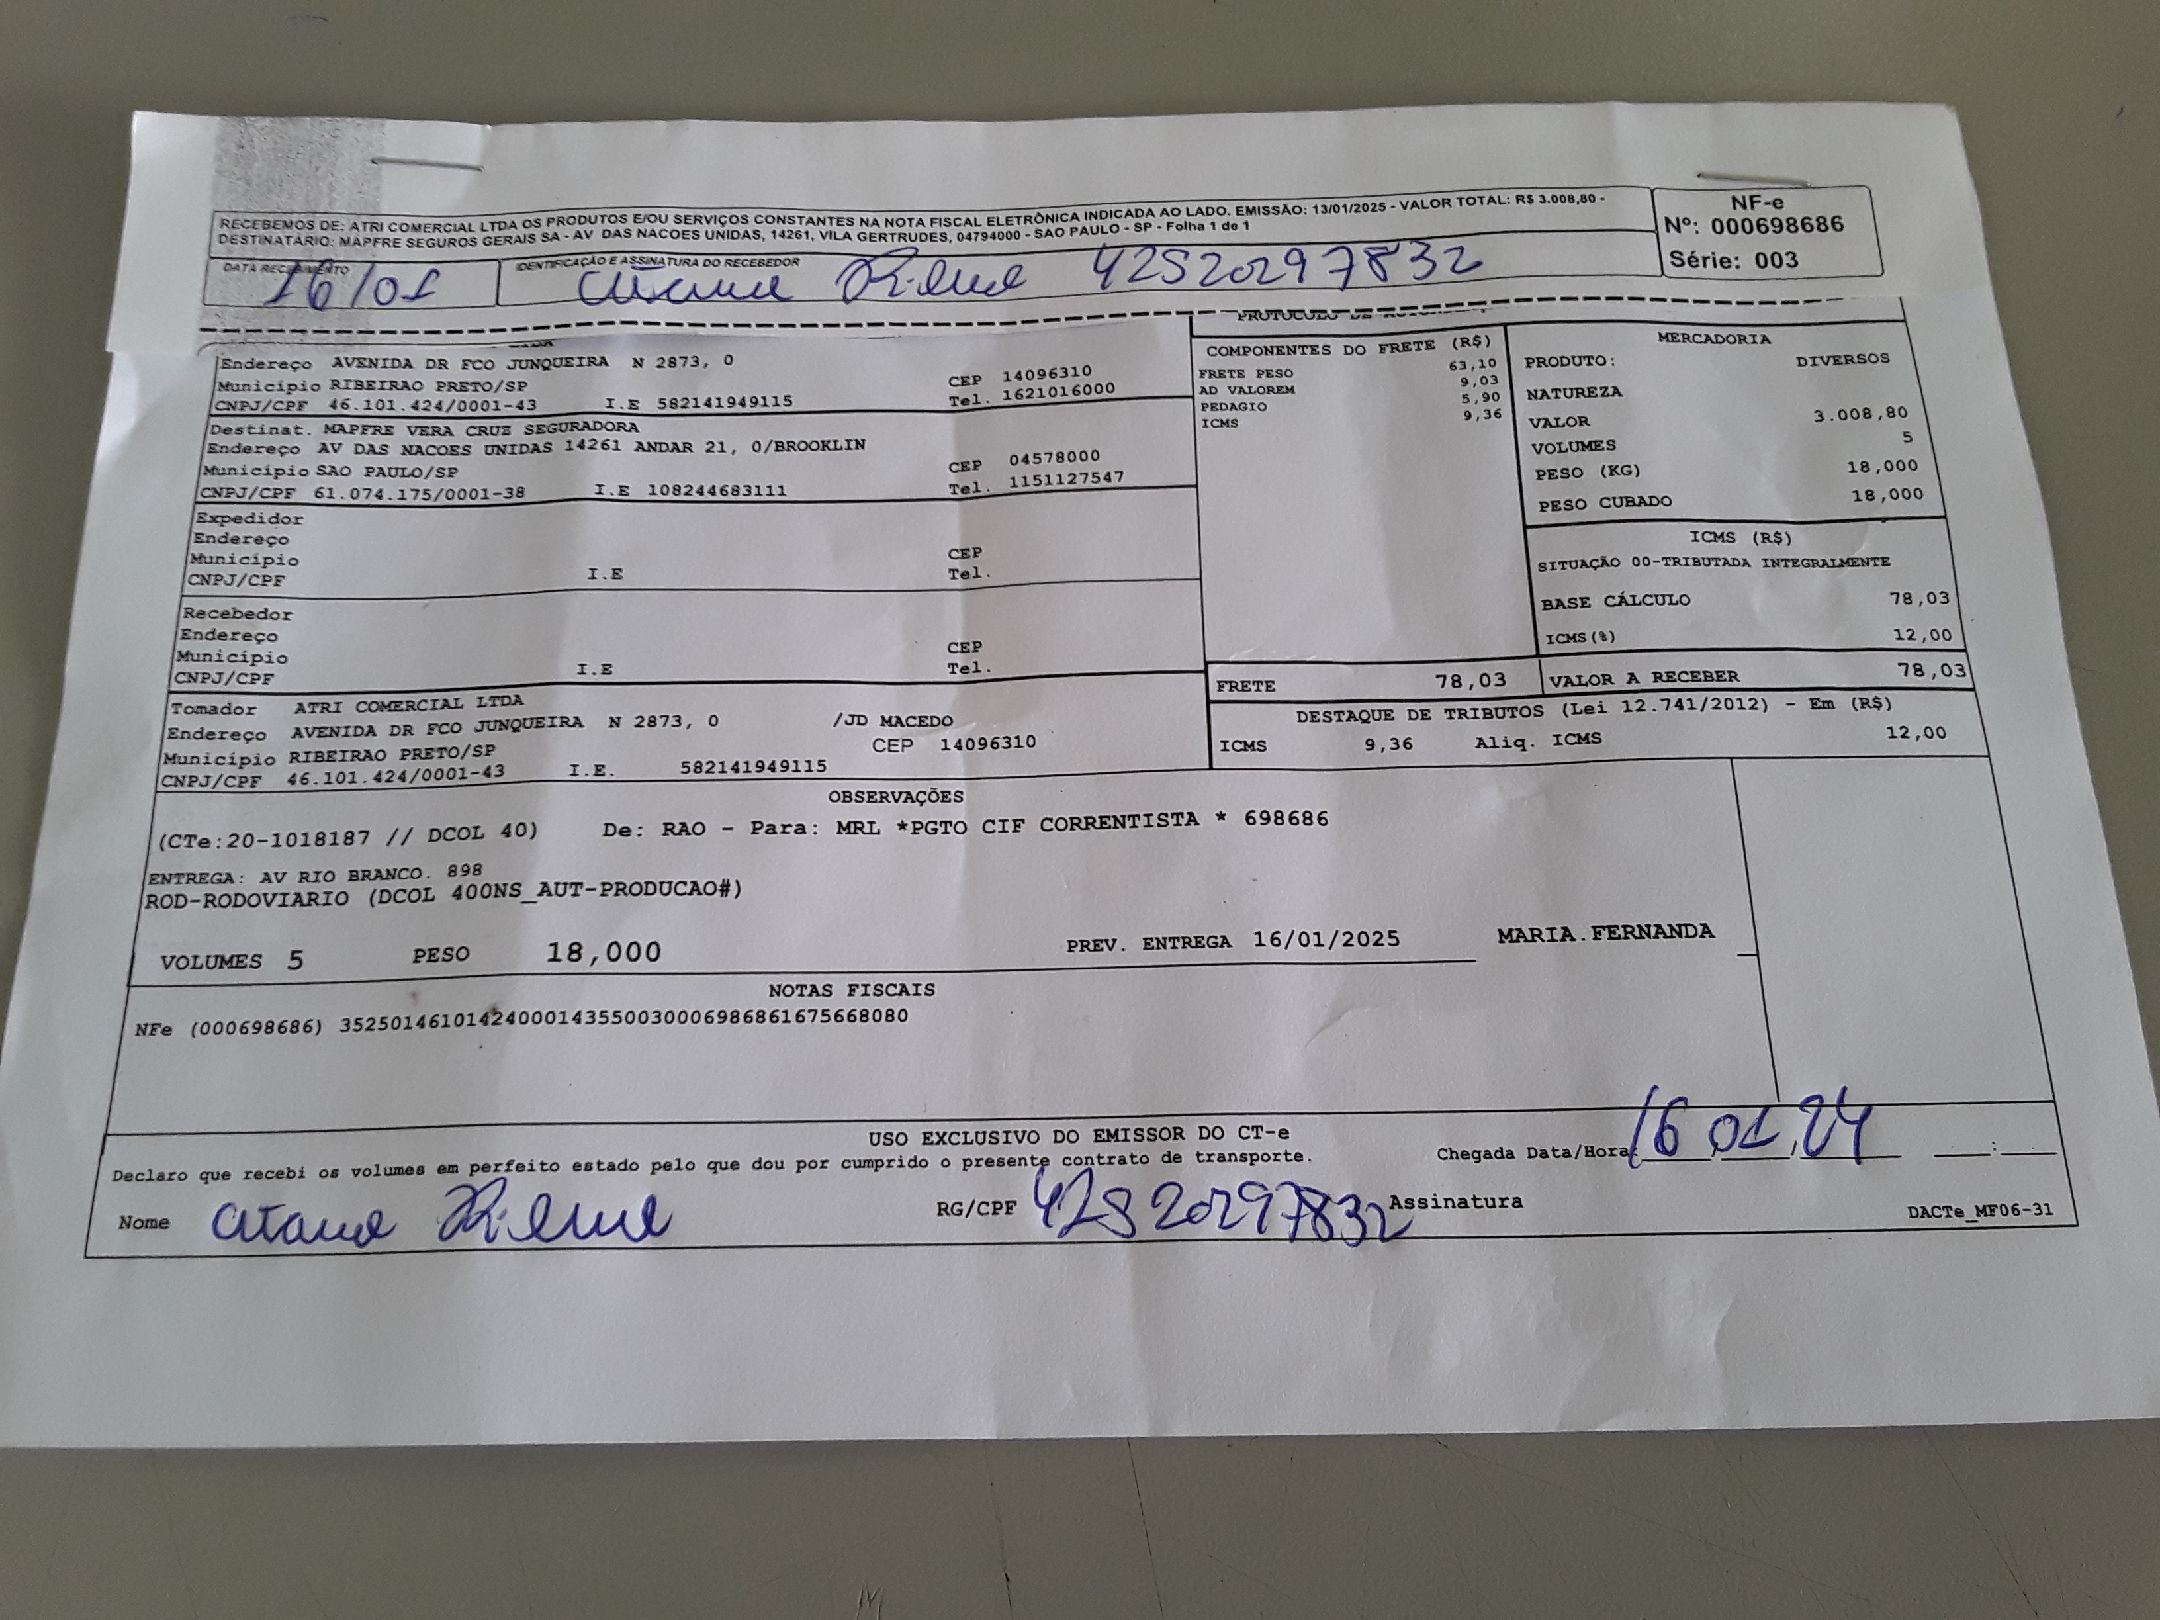 RECEBEMOS DE: ATRI COMERCIAL LTDA OS PRODUTOS E/OU SERVIÇOS CONSTANTES NA NOTA FISCAL ELETRÔNICA INDICADA AO LADO. EMISSÃO: 13/01/2025 - VALOR TOTAL: R$ 3.008,80 -
DESTINATÁRIO: MAPFRE SEGUROS GERAIS SA - AV DAS NACOES UNIDAS, 14261, VILA GERTRUDES, 04794000 - SAO PAULO - SP - Folha 1 de 1
NF-e
Nº: 000698686
Série: 003
DATA RECEBIMENTO
16/01
IDENTIFICAÇÃO E ASSINATURA DO RECEBEDOR
42520297832
Endereço AVENIDA DR FCO JUNQUEIRA N 2873, 0
Município RIBEIRAO PRETO/SP CEP 14096310
CNPJ/CPF 46.101.424/0001-43 I.E 582141949115 Tel. 1621016000
Destinat. MAPFRE VERA CRUZ SEGURADORA
Endereço AV DAS NACOES UNIDAS 14261 ANDAR 21, 0/BROOKLIN
Município SAO PAULO/SP CEP 04578000
CNPJ/CPF 61.074.175/0001-38 I.E 108244683111 Tel. 1151127547
Expedidor
Endereço
Município CEP
CNPJ/CPF I.E Tel.
Recebedor
Endereço
Município CEP
CNPJ/CPF I.E Tel.
Tomador ATRI COMERCIAL LTDA
Endereço AVENIDA DR FCO JUNQUEIRA N 2873, 0 /JD MACEDO
Município RIBEIRAO PRETO/SP CEP 14096310
CNPJ/CPF 46.101.424/0001-43 I.E. 582141949115
COMPONENTES DO FRETE (R$)
FRETE PESO 63,10
AD VALOREM 9,03
PEDAGIO 5,90
ICMS 9,36
MERCADORIA
PRODUTO: DIVERSOS
NATUREZA
VALOR 3.008,80
VOLUMES 5
PESO (KG) 18,000
PESO CUBADO 18,000
ICMS (R$)
SITUAÇÃO 00-TRIBUTADA INTEGRALMENTE
BASE CÁLCULO 78,03
ICMS(%) 12,00
FRETE 78,03 VALOR A RECEBER 78,03
DESTAQUE DE TRIBUTOS (Lei 12.741/2012) - Em (R$)
ICMS 9,36 Aliq. ICMS 12,00
OBSERVAÇÕES
(CTe:20-1018187 // DCOL 40) De: RAO - Para: MRL *PGTO CIF CORRENTISTA * 698686
ENTREGA: AV RIO BRANCO. 898
ROD-RODOVIARIO (DCOL 400NS_AUT-PRODUCAO#)
VOLUMES 5 PESO 18,000 PREV. ENTREGA 16/01/2025 MARIA.FERNANDA
NOTAS FISCAIS
NFe (000698686) 35250146101424000143550030006986861675668080
USO EXCLUSIVO DO EMISSOR DO CT-e
Declaro que recebi os volumes em perfeito estado pelo que dou por cumprido o presente contrato de transporte. Chegada Data/Hora: 16 01 24 :
Nome RG/CPF 42520297832 Assinatura
DACTe_MF06-31